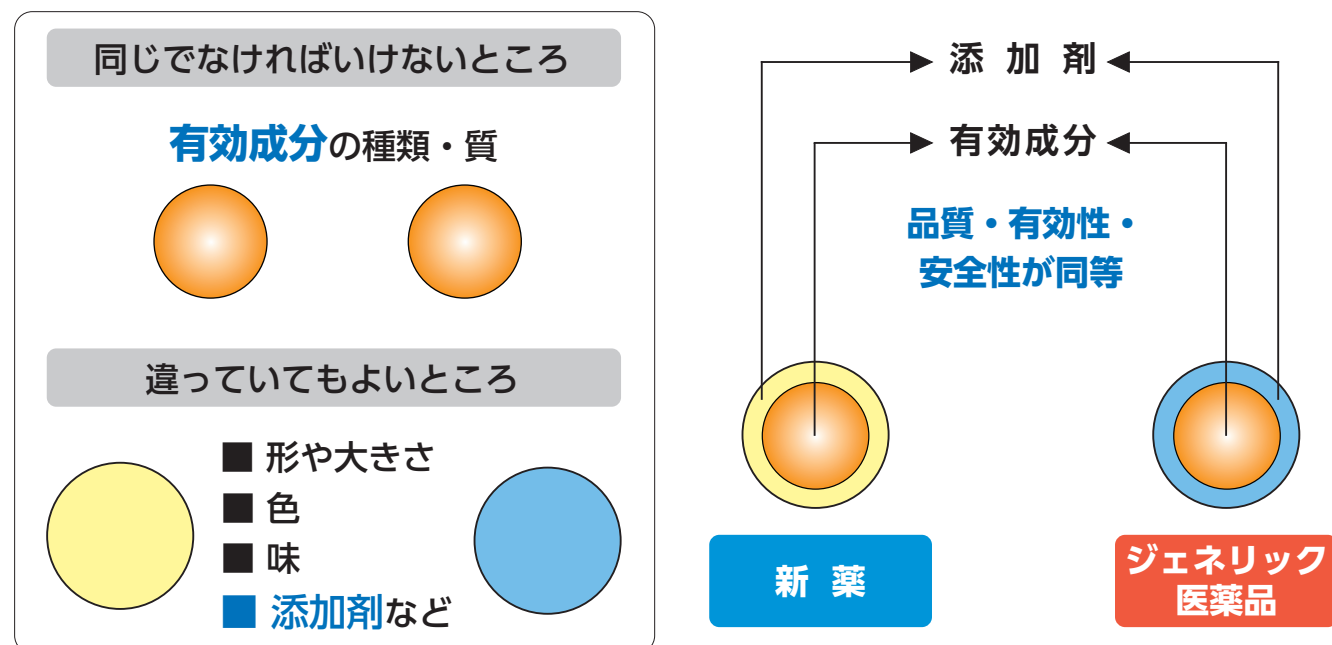 同じでなければいけないところ
有効成分の種類・質
違っていてもよいところ
■ 形や大きさ
■ 色
■ 味
■ 添加剤など
添 加 剤
有効成分
品質・有効性・
安全性が同等
新 薬
ジェネリック
医薬品